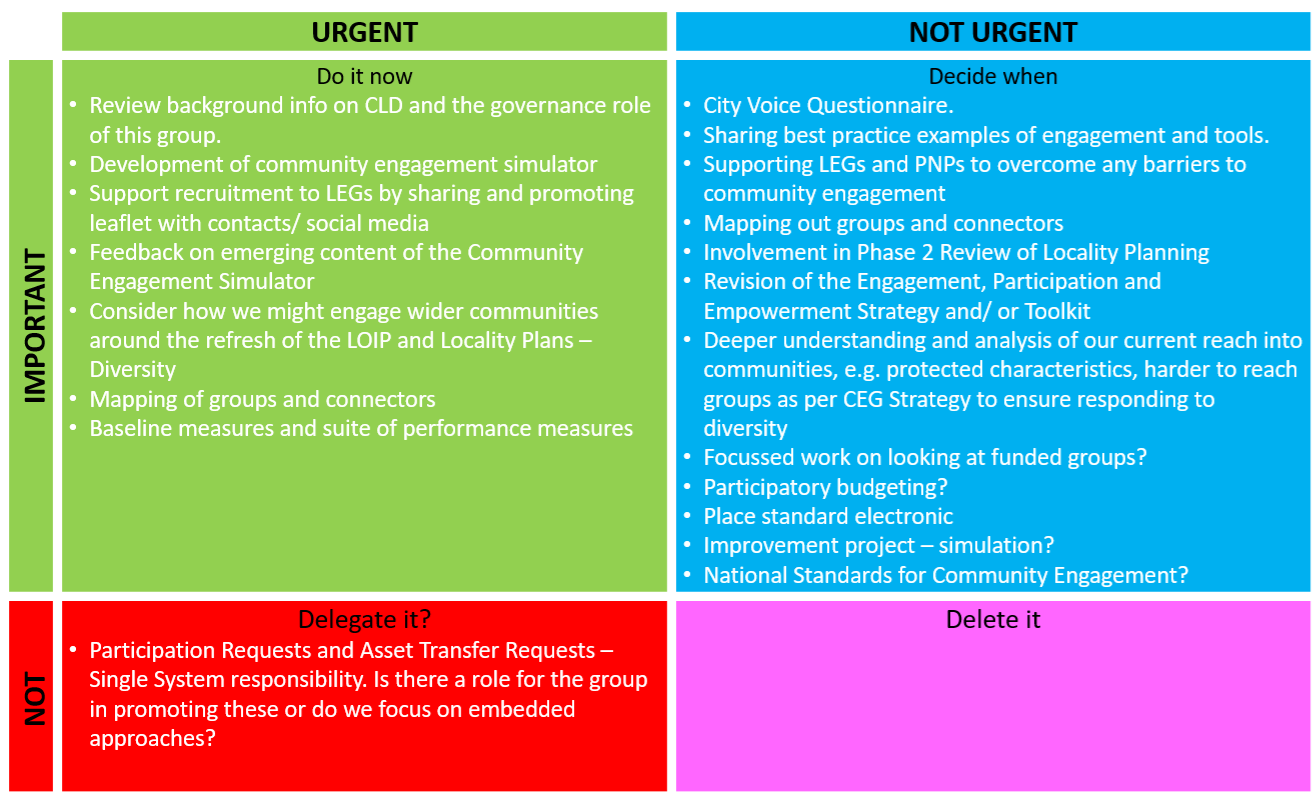 URGENT
NOT URGENT
IMPORTANT
Do it now
• Review background info on CLD and the governance role
of this group.
• Development of community engagement simulator
• Support recruitment to LEGs by sharing and promoting
leaflet with contacts/ social media
• Feedback on emerging content of the Community
Engagement Simulator
• Consider how we might engage wider communities
around the refresh of the LOIP and Locality Plans –
Diversity
• Mapping of groups and connectors
• Baseline measures and suite of performance measures
Decide when
• City Voice Questionnaire.
• Sharing best practice examples of engagement and tools.
• Supporting LEGs and PNPs to overcome any barriers to
community engagement
• Mapping out groups and connectors
• Involvement in Phase 2 Review of Locality Planning
• Revision of the Engagement, Participation and
Empowerment Strategy and/ or Toolkit
• Deeper understanding and analysis of our current reach into
communities, e.g. protected characteristics, harder to reach
groups as per CEG Strategy to ensure responding to
diversity
• Focussed work on looking at funded groups?
• Participatory budgeting?
• Place standard electronic
• Improvement project – simulation?
• National Standards for Community Engagement?
NOT
Delegate it?
• Participation Requests and Asset Transfer Requests –
Single System responsibility. Is there a role for the group
in promoting these or do we focus on embedded
approaches?
Delete it